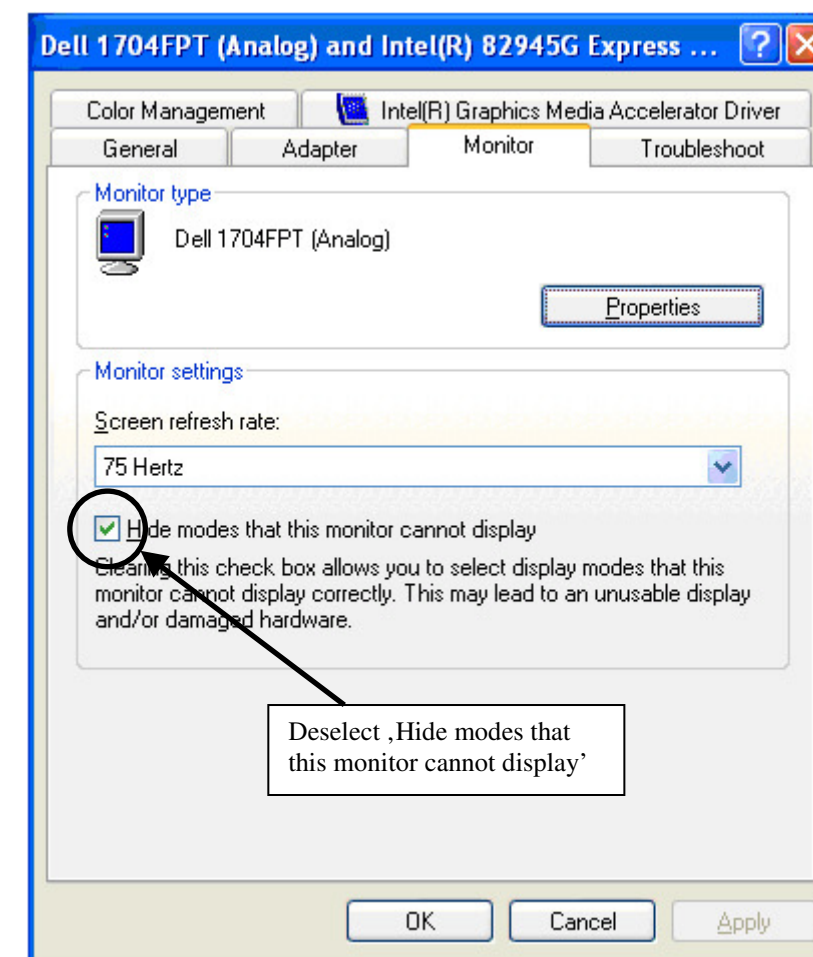 Dell 1704FPT (Analog) and Intel(R) 82945G Express ...
Color Management
Intel(R) Graphics Media Accelerator Driver
General
Adapter
Monitor
Troubleshoot
Monitor type
Dell 1704FPT (Analog)
Properties
Monitor settings
Screen refresh rate:
75 Hertz
Hide modes that this monitor cannot display
Clearing this check box allows you to select display modes that this
monitor cannot display correctly. This may lead to an unusable display
and/or damaged hardware.
Deselect ‚Hide modes that
this monitor cannot display’
OK
Cancel
Apply